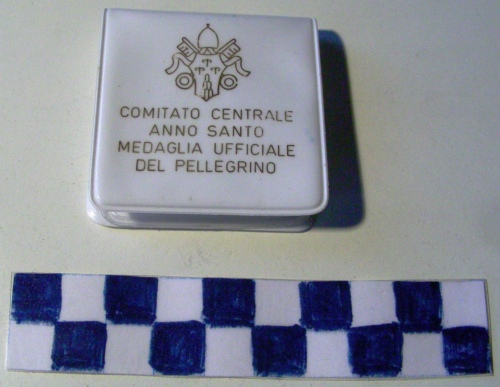 COMITATO CENTRALE
ANNO SANTO
MEDAGLIA UFFICIALE
DEL PELLEGRINO